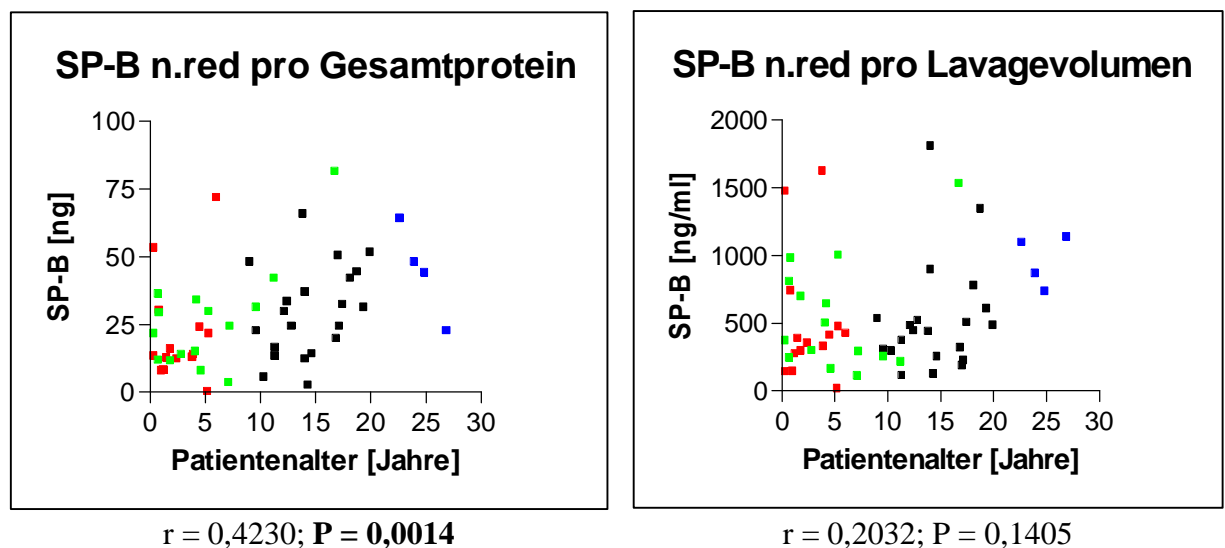 SP-B n.red pro Gesamtprotein
100
75
50
25
0
SP-B [ng]
0 5 10 15 20 25 30
Patientenalter [Jahre]
r = 0,4230; P = 0,0014
SP-B n.red pro Lavagevolumen
2000
1500
1000
500
0
SP-B [ng/ml]
0 5 10 15 20 25 30
Patientenalter [Jahre]
r = 0,2032; P = 0,1405